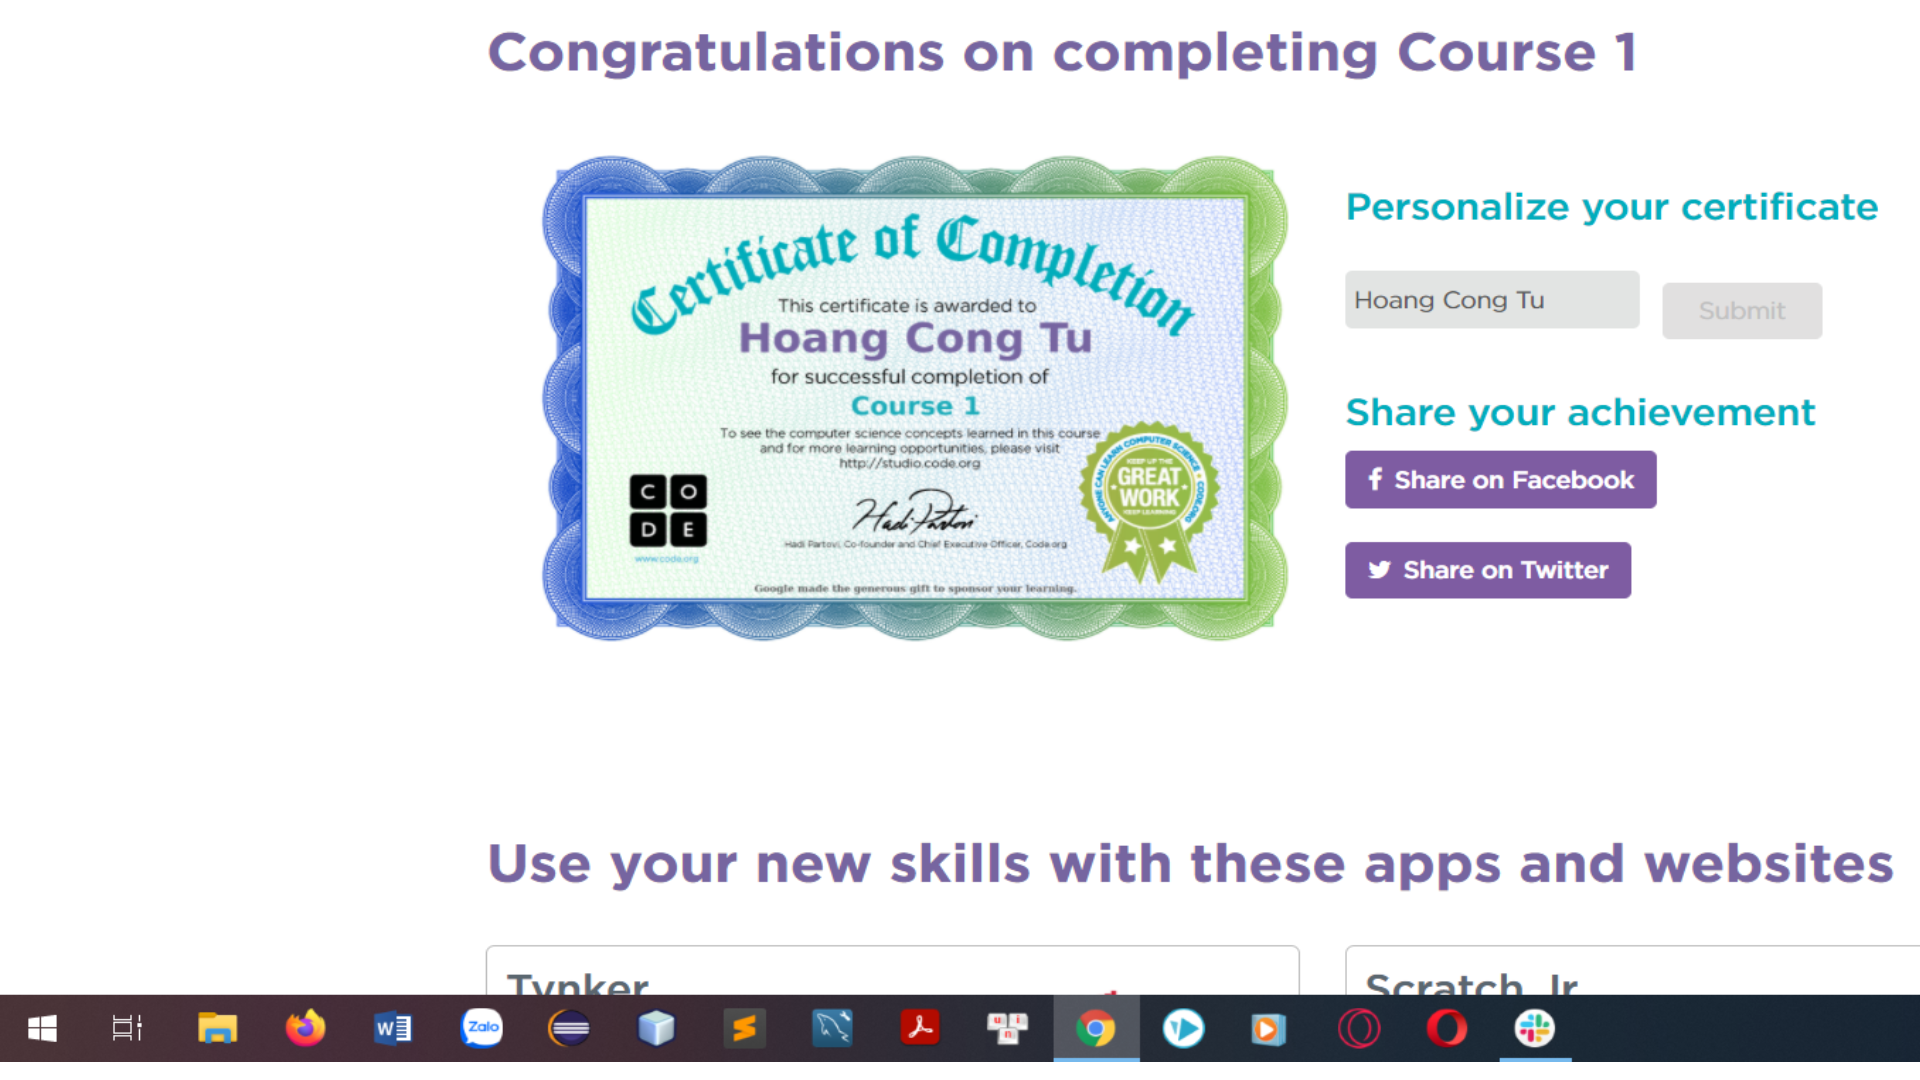 Congratulations on completing Course 1
Certificate of Completion
This certificate is awarded to
Hoang Cong Tu
for successful completion of
Course 1
To see the computer science concepts learned in this course
and for more learning opportunities, please visit
http://studio.code.org
C O
D E
www.code.org
Hadi Partovi
Hadi Partovi, Co-founder and Chief Executive Officer, Code.org
Google made the generous gift to sponsor your learning.
ANYONE CAN LEARN COMPUTER SCIENCE • CODE.ORG
KEEP UP THE
GREAT
WORK
KEEP LEARNING
Personalize your certificate
Hoang Cong Tu
Submit
Share your achievement
f Share on Facebook
Share on Twitter
Use your new skills with these apps and websites
Tynker
Scratch Jr
W
Zalo
u i
n